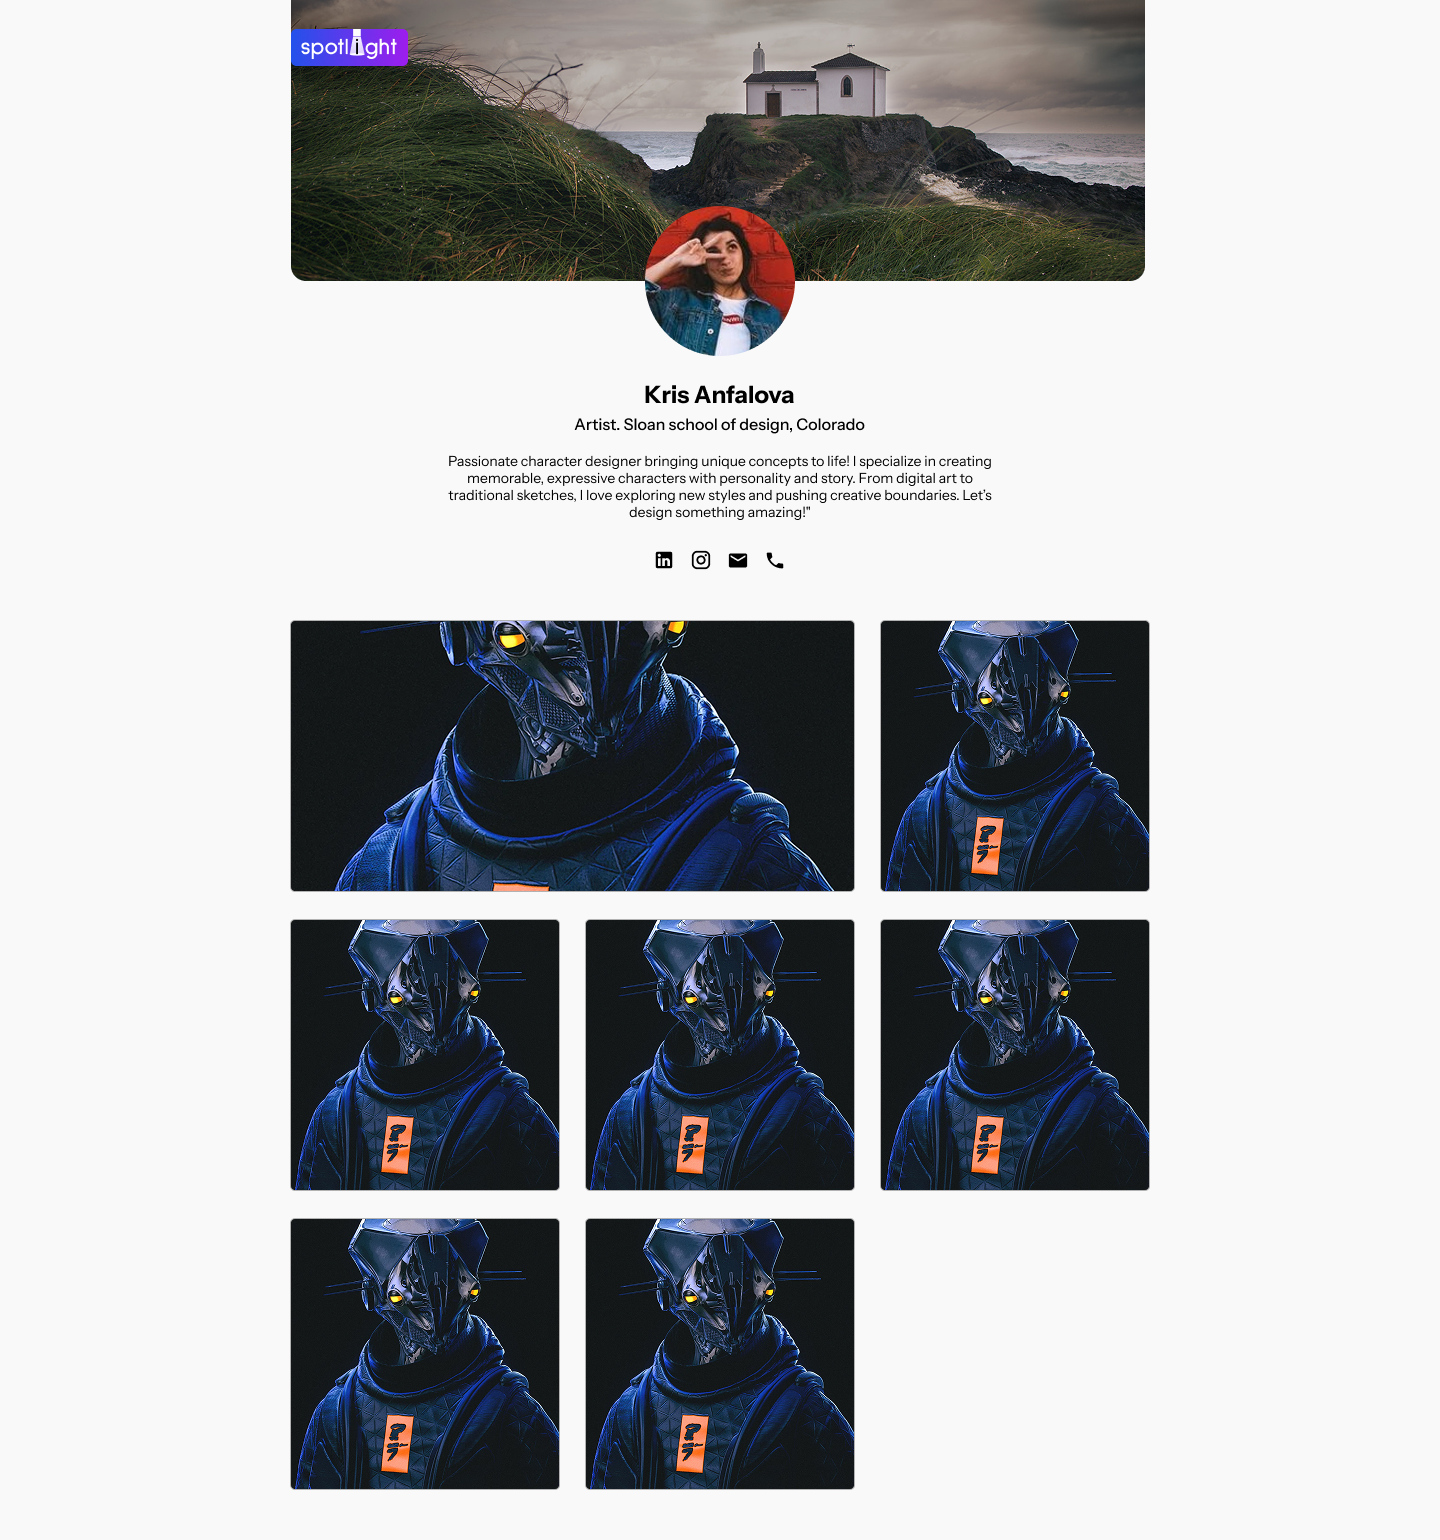 spotlight
Kris Anfalova
Artist. Sloan school of design, Colorado
Passionate character designer bringing unique concepts to life! I specialize in creating
memorable, expressive characters with personality and story. From digital art to
traditional sketches, I love exploring new styles and pushing creative boundaries. Let's
design something amazing!"
in